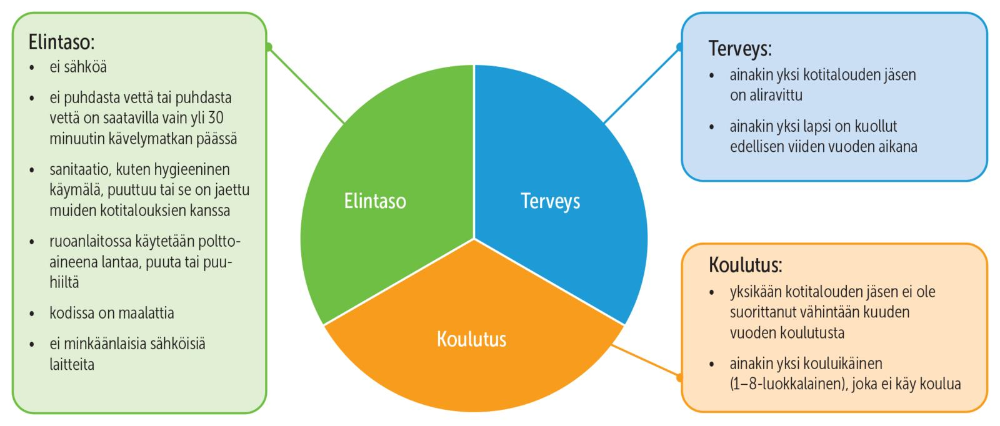 Elintaso:
• ei sähköä
• ei puhdasta vettä tai puhdasta
vettä on saatavilla vain yli 30
minuutin kävelymatkan päässä
• sanitaatio, kuten hygieeninen
käymälä, puuttuu tai se on jaettu
muiden kotitalouksien kanssa
• ruoanlaitossa käytetään poltto-
aineena lantaa, puuta tai puu-
hiiltä
• kodissa on maalattia
• ei minkäänlaisia sähköisiä
laitteita
Elintaso
Terveys
Koulutus
Terveys:
• ainakin yksi kotitalouden jäsen
on aliravittu
• ainakin yksi lapsi on kuollut
edellisen viiden vuoden aikana
Koulutus:
• yksikään kotitalouden jäsen ei ole
suorittanut vähintään kuuden
vuoden koulutusta
• ainakin yksi kouluikäinen
(1–8-luokkalainen), joka ei käy koulua